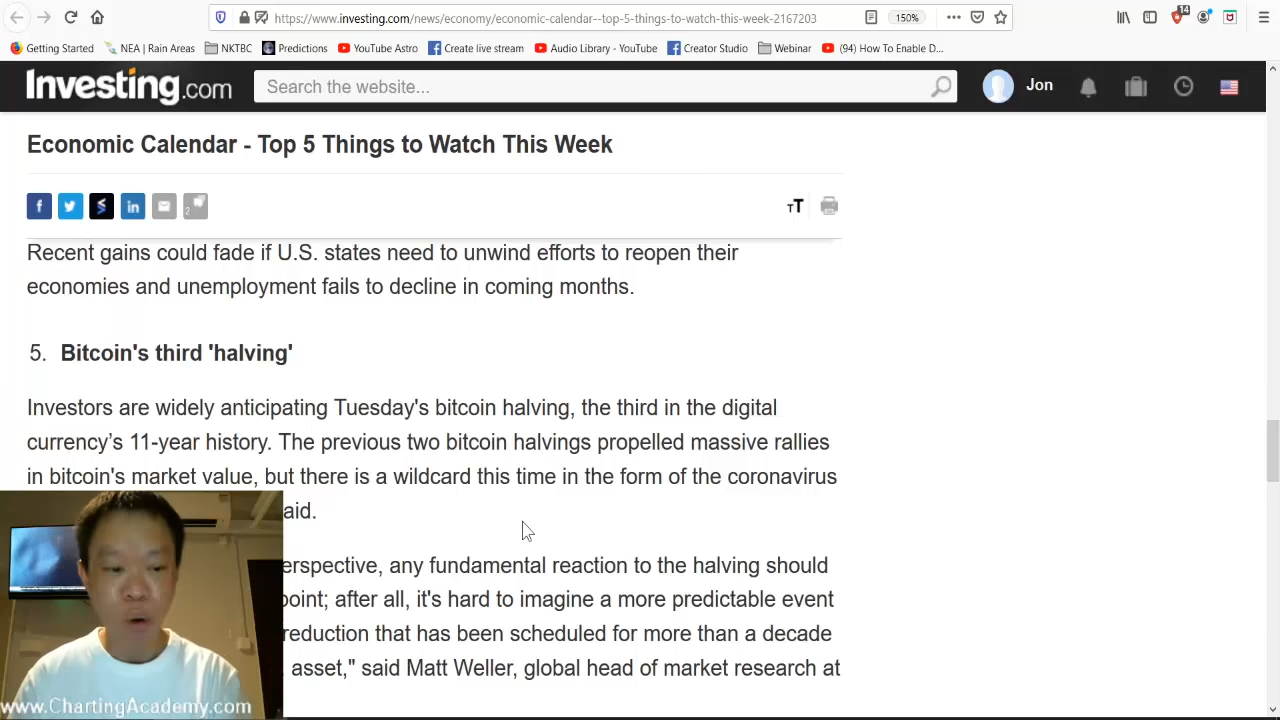 https://www.investing.com/news/economy/economic-calendar--top-5-things-to-watch-this-week-2167203
150%
14
Getting Started
NEA | Rain Areas
NKTBC
Predictions
YouTube Astro
Create live stream
Audio Library - YouTube
Creator Studio
Webinar
(94) How To Enable D...
Investing.com
Search the website...
Jon
Economic Calendar - Top 5 Things to Watch This Week
2
TT
Recent gains could fade if U.S. states need to unwind efforts to reopen their
economies and unemployment fails to decline in coming months.
5. Bitcoin's third 'halving'
Investors are widely anticipating Tuesday's bitcoin halving, the third in the digital
currency’s 11-year history. The previous two bitcoin halvings propelled massive rallies
in bitcoin's market value, but there is a wildcard this time in the form of the coronavirus
aid.
erspective, any fundamental reaction to the halving should
point; after all, it's hard to imagine a more predictable event
reduction that has been scheduled for more than a decade
asset," said Matt Weller, global head of market research at
www.ChartingAcademy.com